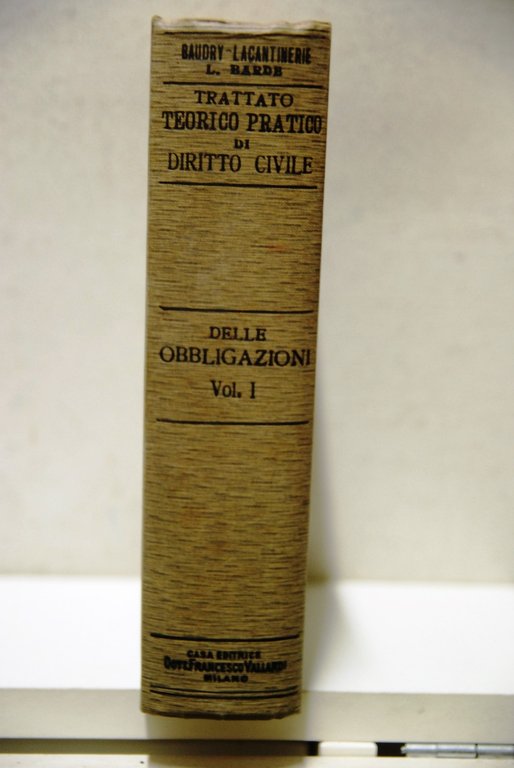 BAUDRY-LACANTINERIE
L. BARDE
TRATTATO
TEORICO PRATICO
DI
DIRITTO CIVILE
DELLE
OBBLIGAZIONI
Vol. I
CASA EDITRICE
DOTT. FRANCESCO VALLARDI
MILANO